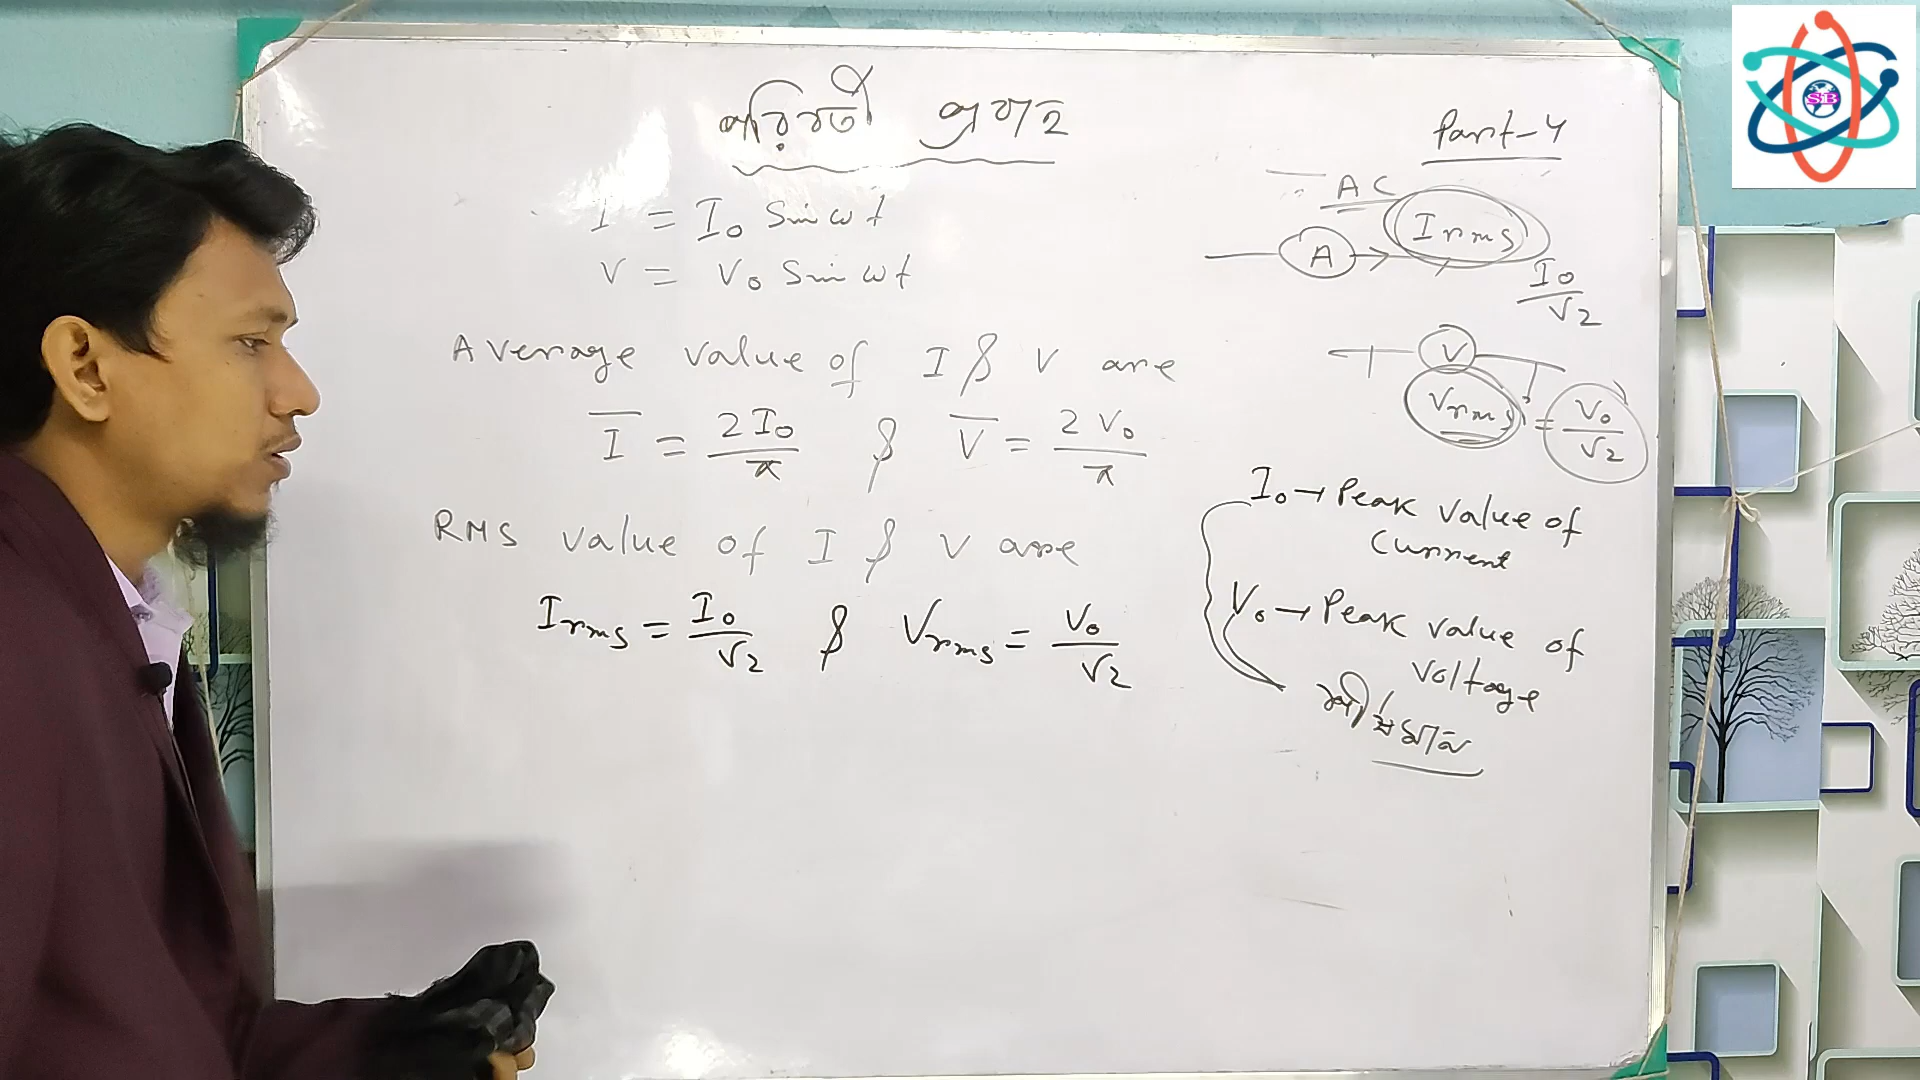 পরিবর্তী প্রবাহ
Part-4
I = I₀ Sin ωt
V = V₀ Sin ωt
Average value of I & V are
Ī = 2I₀/π & V̄ = 2V₀/π
RMS value of I & V are
Irms = I₀/√2 & Vrms = V₀/√2
AC
A Irms
I₀/√2
V
Vrms = V₀/√2
I₀ → Peak value of
Current
V₀ → Peak value of
Voltage
SB